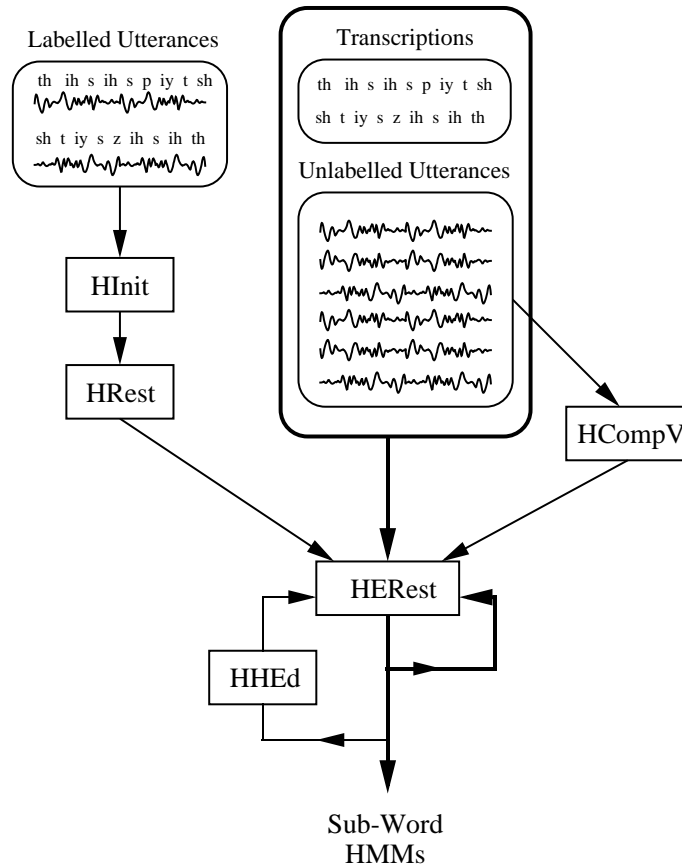 Labelled Utterances
th ih s ih s p iy t sh
sh t iy s z ih s ih th
Transcriptions
th ih s ih s p iy t sh
sh t iy s z ih s ih th
Unlabelled Utterances
HInit
HRest
HCompV
HERest
HHEd
Sub-Word
HMMs